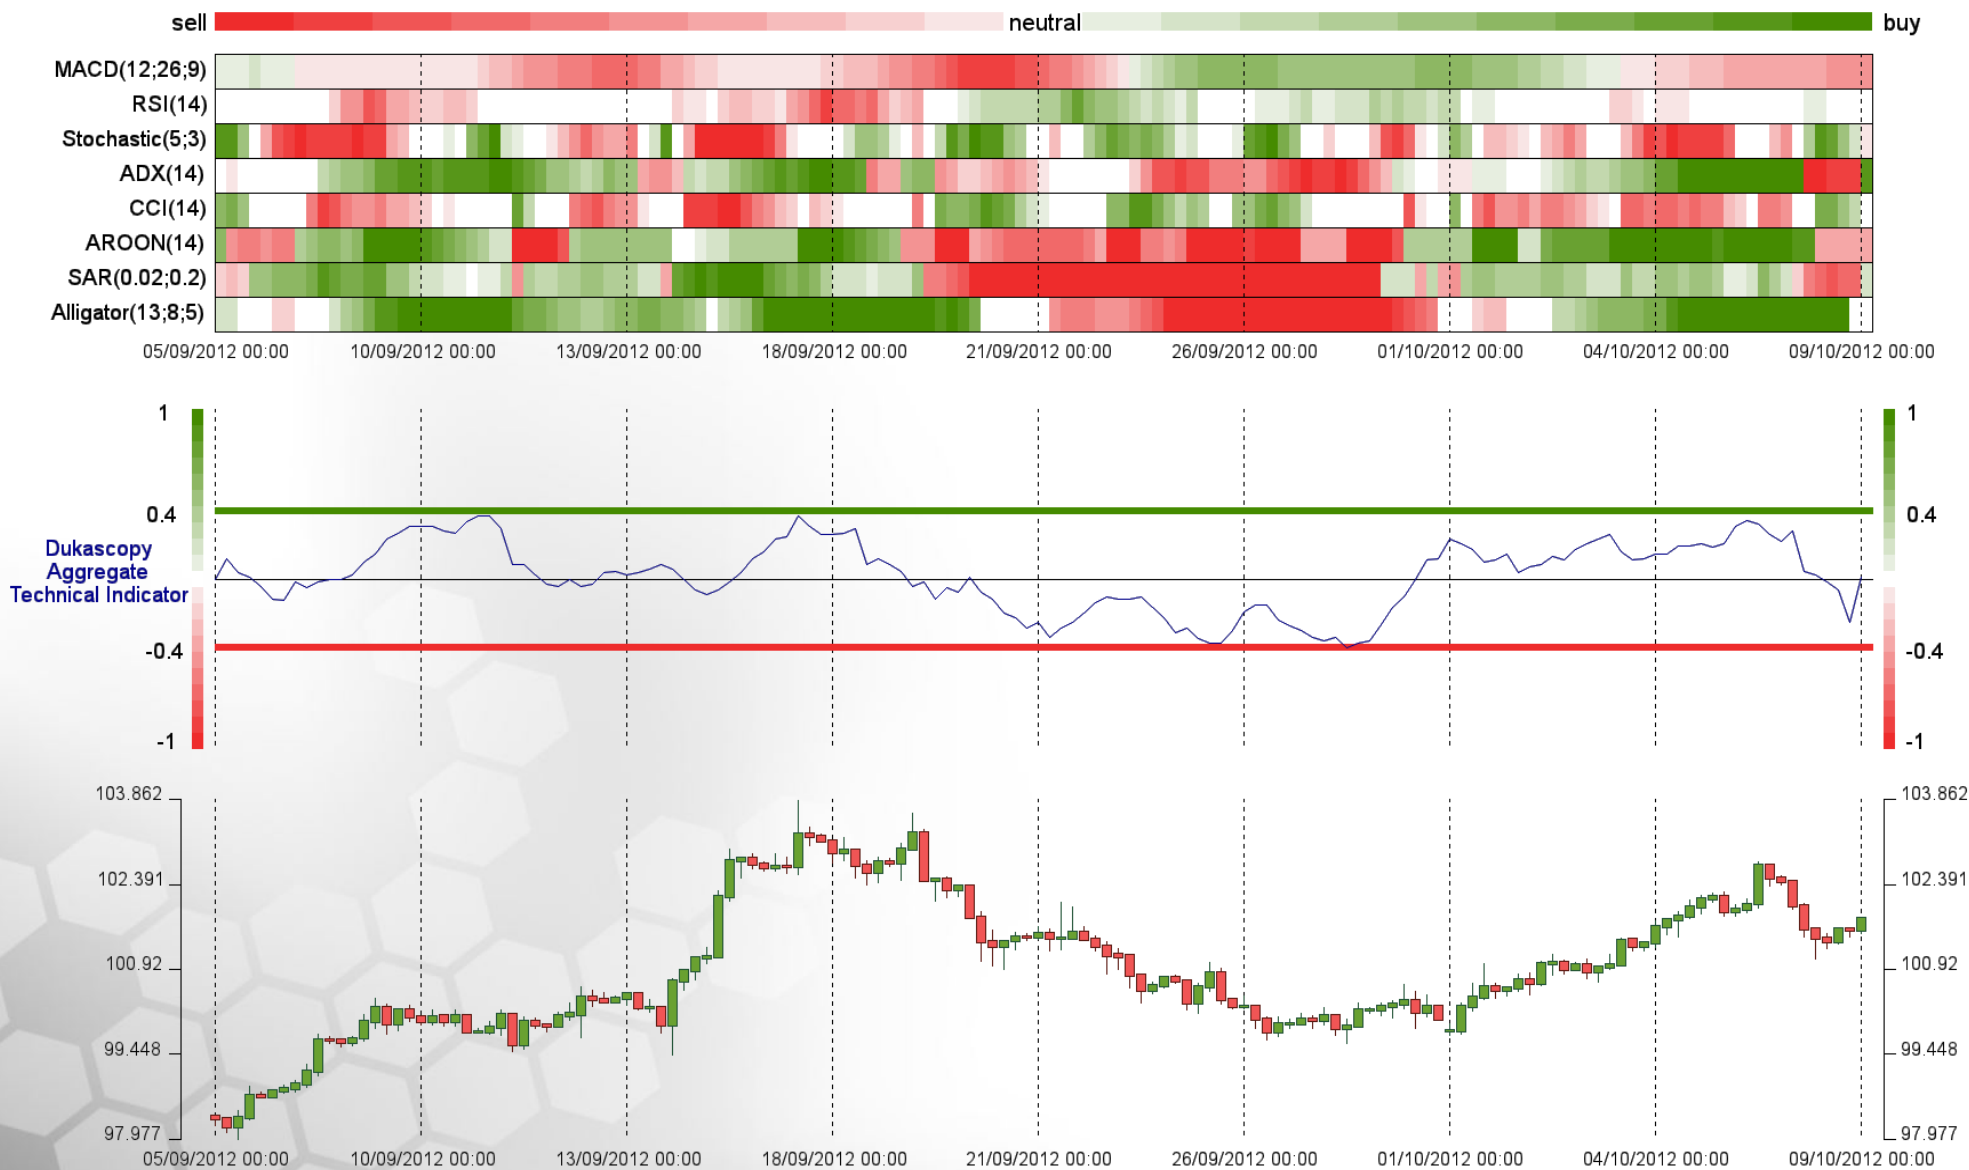 sell neutral buy
MACD(12;26;9)
RSI(14)
Stochastic(5;3)
ADX(14)
CCI(14)
AROON(14)
SAR(0.02;0.2)
Alligator(13;8;5)
05/09/2012 00:00 10/09/2012 00:00 13/09/2012 00:00 18/09/2012 00:00 21/09/2012 00:00 26/09/2012 00:00 01/10/2012 00:00 04/10/2012 00:00 09/10/2012 00:00
1 1
0.4 0.4
Dukascopy
Aggregate
Technical Indicator
-0.4 -0.4
-1 -1
103.862 103.862
102.391 102.391
100.92 100.92
99.448 99.448
97.977 97.977
05/09/2012 00:00 10/09/2012 00:00 13/09/2012 00:00 18/09/2012 00:00 21/09/2012 00:00 26/09/2012 00:00 01/10/2012 00:00 04/10/2012 00:00 09/10/2012 00:00